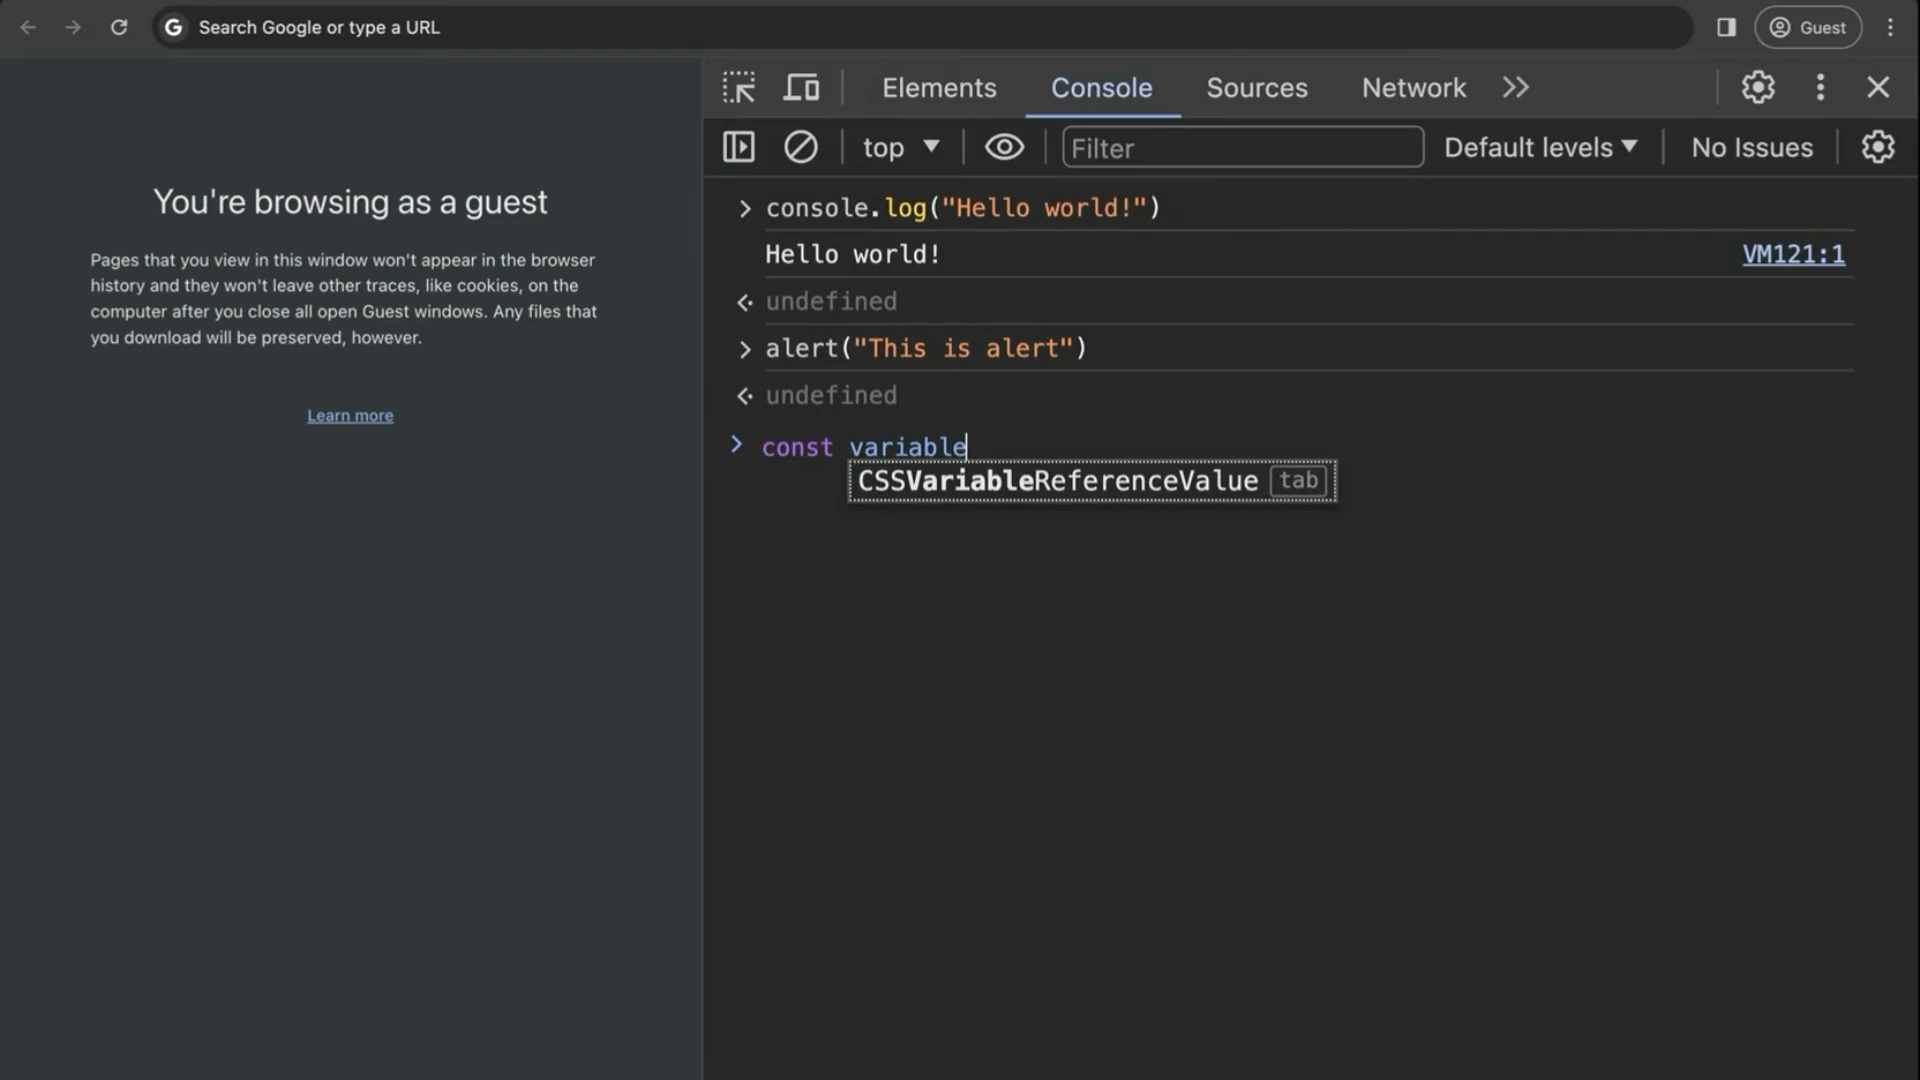 Search Google or type a URL
Guest
Elements Console Sources Network
top Filter Default levels No Issues
You're browsing as a guest
Pages that you view in this window won't appear in the browser
history and they won't leave other traces, like cookies, on the
computer after you close all open Guest windows. Any files that
you download will be preserved, however.
Learn more
> console.log("Hello world!")
Hello world! VM121:1
undefined
> alert("This is alert")
undefined
> const variable
CSSVariableReferenceValue tab